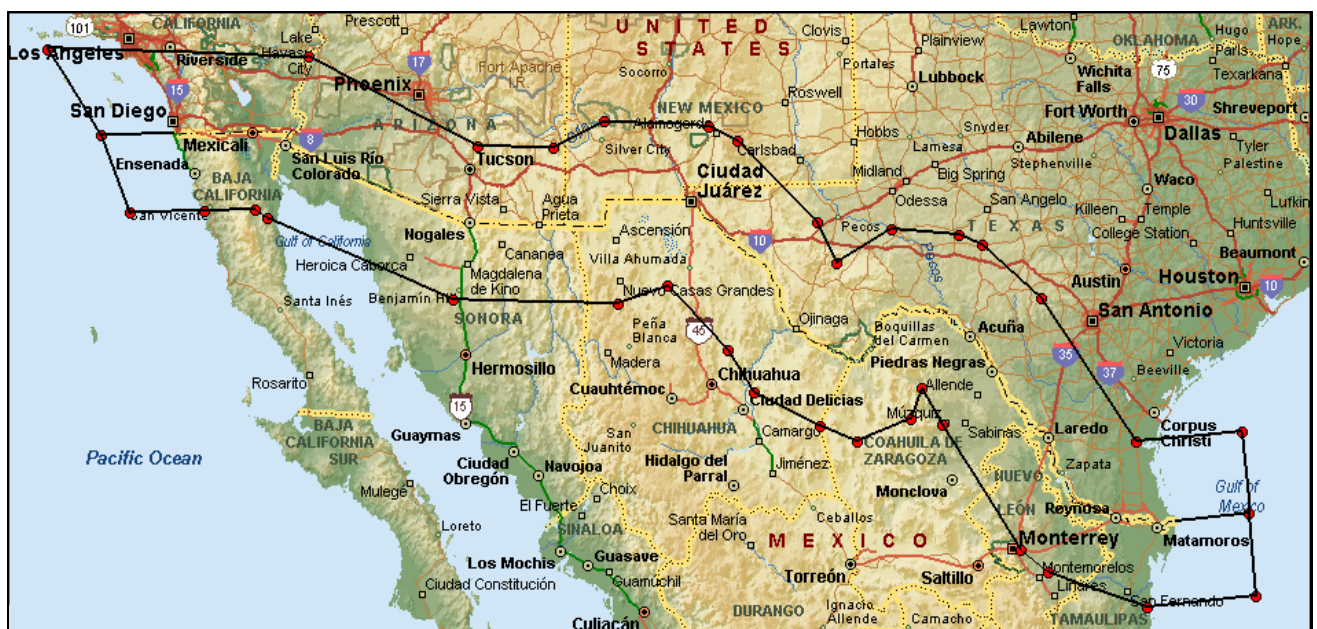 101
CALIFORNIA
Los Angeles
Riverside
Lake
Havasu
City
Prescott
17
Phoenix
Fort Apache
I.R.
UNITED
STATES
Socorro
Clovis
Portales
Plainview
Lubbock
Roswell
Lawton
OKLAHOMA
Hugo
Paris
ARK.
Hope
Texarkana
Wichita
Falls
75
30
Fort Worth
Dallas
Shreveport
15
San Diego
Mexicali
8
ARIZONA
NEW MEXICO
Alamogordo
Silver City
Carlsbad
Hobbs
Lamesa
Snyder
Abilene
Stephenville
Tyler
Palestine
Ensenada
BAJA
CALIFORNIA
San Luis Río
Colorado
Tucson
Ciudad
Juárez
Midland
Big Spring
Odessa
San Angelo
Waco
Killeen
Temple
Lufkin
San Vicente
Gulf of California
Sierra Vista
Agua
Prieta
Nogales
Cananea
Ascensión
Villa Ahumada
10
Pecos
Pecos
TEXAS
College Station
Huntsville
Beaumont
Heroica Caborca
Magdalena
de Kino
Benjamin Hill
SONORA
Nuevo Casas Grandes
Austin
Houston
10
San Antonio
Santa Inés
Peña
Blanca
45
Ojinaga
Boquillas
del Carmen
Acuña
Piedras Negras
35
37
Victoria
Beeville
Rosarito
Hermosillo
Madera
Cuauhtémoc
Chihuahua
Ciudad Delicias
Allende
Múzquiz
15
Guaymas
BAJA
CALIFORNIA
SUR
San
Juanito
CHIHUAHUA
Camargo
COAHUILA DE
ZARAGOZA
Sabinas
Laredo
Corpus
Christi
Pacific Ocean
Ciudad
Obregón
Navojoa
Hidalgo del
Parral
Jiménez
Monclova
NUEVO
LEÓN
Zapata
Gulf of
Mexico
Mulegé
El Fuerte
Choix
SINALOA
Santa María
del Oro
Ceballos
Reynosa
Matamoros
Loreto
MEXICO
Monterrey
Los Mochis
Guasave
Guamuchil
Torreón
Saltillo
Montemorelos
Linares
Ciudad Constitución
San Fernando
Culiacán
DURANGO
Ignacio
Allende
Camacho
TAMAULIPAS